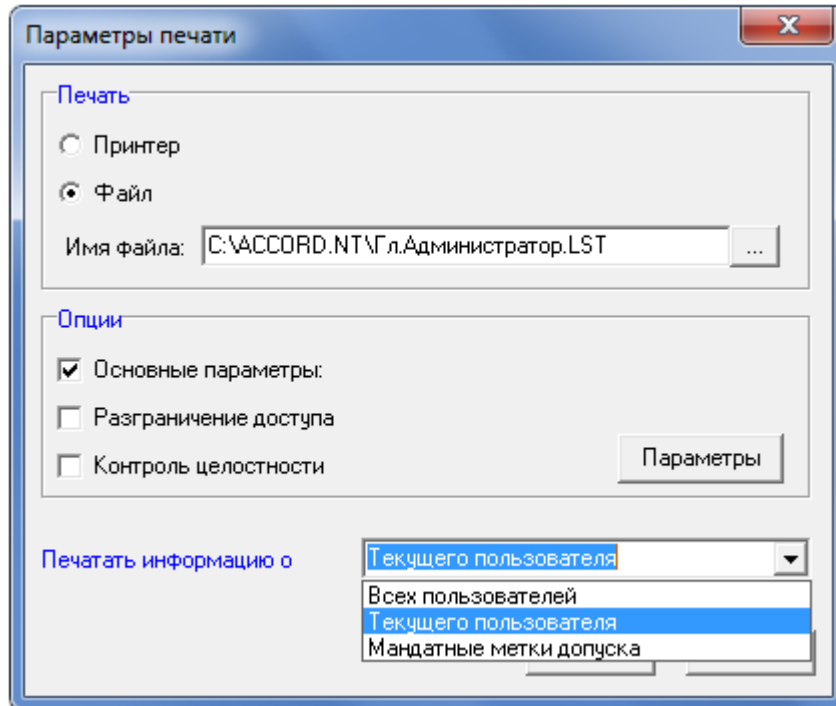 Параметры печати
Печать
Принтер
Файл
Имя файла: C:\ACCORD.NT\Гл.Администратор.LST ...
Опции
Основные параметры:
Разграничение доступа
Контроль целостности
Параметры
Печатать информацию о Текущего пользователя
Всех пользователей
Текущего пользователя
Мандатные метки допуска